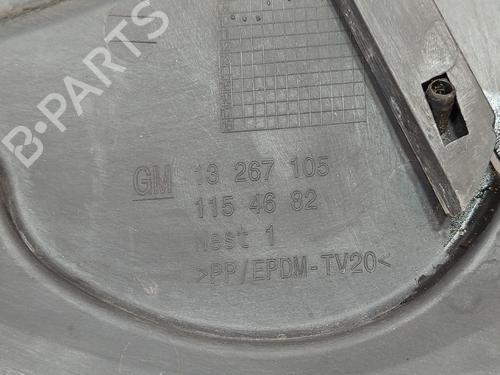 B-PARTS
GM 13 267 105
115 46 82
Nest 1
>PP/EPDM-TV20<